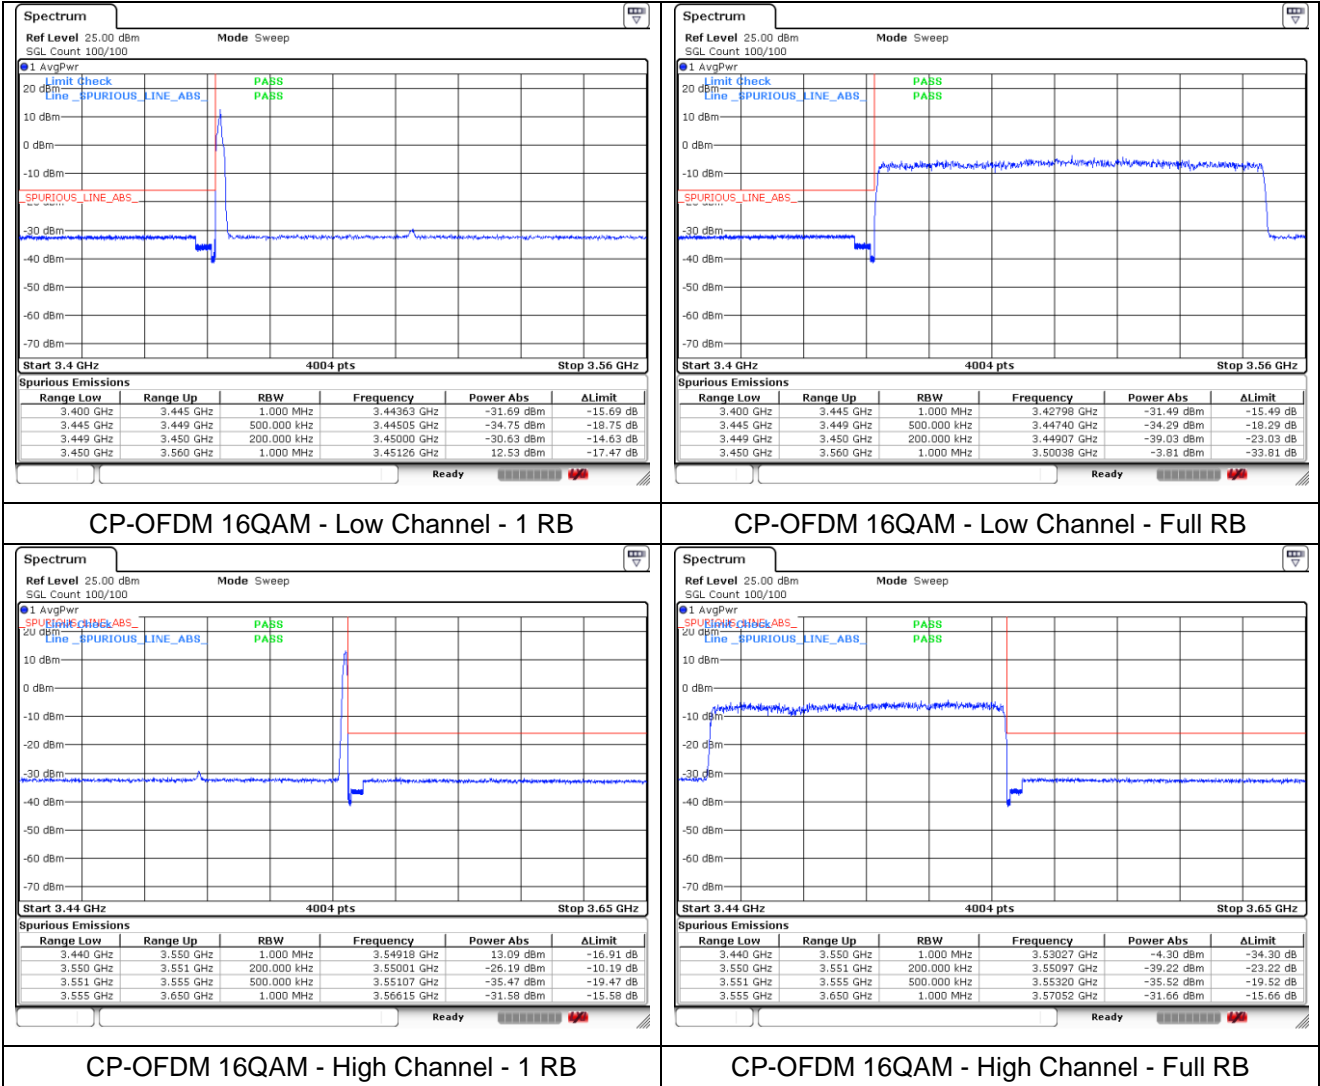 Spectrum
Ref Level 25.00 dBm Mode Sweep
SGL Count 100/100
1 AvgPwr
Limit Check PASS
20 dBm
Line _SPURIOUS_LINE_ABS_ PASS
10 dBm
0 dBm
-10 dBm
_SPURIOUS_LINE_ABS_
-20 dBm
-30 dBm
-40 dBm
-50 dBm
-60 dBm
-70 dBm
Start 3.4 GHz 4004 pts Stop 3.56 GHz
Spurious Emissions
Range Low Range Up RBW Frequency Power Abs ΔLimit
3.400 GHz 3.445 GHz 1.000 MHz 3.44363 GHz -31.69 dBm -15.69 dB
3.445 GHz 3.449 GHz 500.000 kHz 3.44505 GHz -34.75 dBm -18.75 dB
3.449 GHz 3.450 GHz 200.000 kHz 3.45000 GHz -30.63 dBm -14.63 dB
3.450 GHz 3.560 GHz 1.000 MHz 3.45126 GHz 12.53 dBm -17.47 dB
Ready
CP-OFDM 16QAM - Low Channel - 1 RB
Spectrum
Ref Level 25.00 dBm Mode Sweep
SGL Count 100/100
1 AvgPwr
Limit Check PASS
20 dBm
Line _SPURIOUS_LINE_ABS_ PASS
10 dBm
0 dBm
-10 dBm
_SPURIOUS_LINE_ABS_
-20 dBm
-30 dBm
-40 dBm
-50 dBm
-60 dBm
-70 dBm
Start 3.4 GHz 4004 pts Stop 3.56 GHz
Spurious Emissions
Range Low Range Up RBW Frequency Power Abs ΔLimit
3.400 GHz 3.445 GHz 1.000 MHz 3.42798 GHz -31.49 dBm -15.49 dB
3.445 GHz 3.449 GHz 500.000 kHz 3.44740 GHz -34.29 dBm -18.29 dB
3.449 GHz 3.450 GHz 200.000 kHz 3.44907 GHz -39.03 dBm -23.03 dB
3.450 GHz 3.560 GHz 1.000 MHz 3.50038 GHz -3.81 dBm -33.81 dB
Ready
CP-OFDM 16QAM - Low Channel - Full RB
Spectrum
Ref Level 25.00 dBm Mode Sweep
SGL Count 100/100
1 AvgPwr
_SPURIOUS_LINE_ABS_
Limit Check PASS
20 dBm
Line _SPURIOUS_LINE_ABS_ PASS
10 dBm
0 dBm
-10 dBm
-20 dBm
-30 dBm
-40 dBm
-50 dBm
-60 dBm
-70 dBm
Start 3.44 GHz 4004 pts Stop 3.65 GHz
Spurious Emissions
Range Low Range Up RBW Frequency Power Abs ΔLimit
3.440 GHz 3.550 GHz 1.000 MHz 3.54918 GHz 13.09 dBm -16.91 dB
3.550 GHz 3.551 GHz 200.000 kHz 3.55001 GHz -26.19 dBm -10.19 dB
3.551 GHz 3.555 GHz 500.000 kHz 3.55107 GHz -35.47 dBm -19.47 dB
3.555 GHz 3.650 GHz 1.000 MHz 3.56615 GHz -31.58 dBm -15.58 dB
Ready
CP-OFDM 16QAM - High Channel - 1 RB
Spectrum
Ref Level 25.00 dBm Mode Sweep
SGL Count 100/100
1 AvgPwr
_SPURIOUS_LINE_ABS_
Limit Check PASS
20 dBm
Line _SPURIOUS_LINE_ABS_ PASS
10 dBm
0 dBm
-10 dBm
-20 dBm
-30 dBm
-40 dBm
-50 dBm
-60 dBm
-70 dBm
Start 3.44 GHz 4004 pts Stop 3.65 GHz
Spurious Emissions
Range Low Range Up RBW Frequency Power Abs ΔLimit
3.440 GHz 3.550 GHz 1.000 MHz 3.53027 GHz -4.30 dBm -34.30 dB
3.550 GHz 3.551 GHz 200.000 kHz 3.55097 GHz -39.22 dBm -23.22 dB
3.551 GHz 3.555 GHz 500.000 kHz 3.55320 GHz -35.52 dBm -19.52 dB
3.555 GHz 3.650 GHz 1.000 MHz 3.57052 GHz -31.66 dBm -15.66 dB
Ready
CP-OFDM 16QAM - High Channel - Full RB